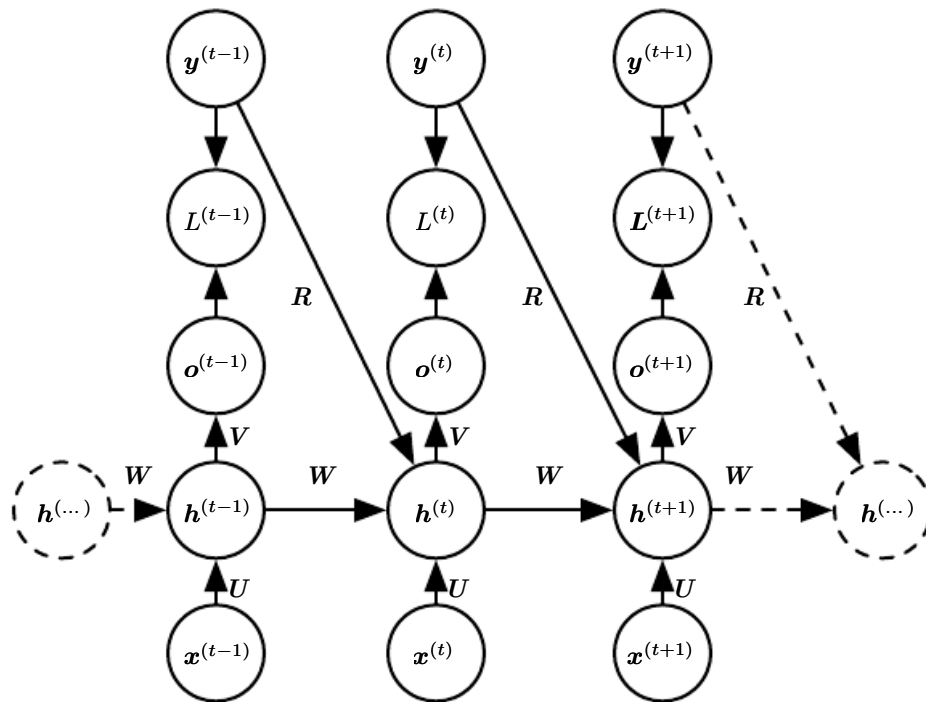 y^(t−1) y^(t) y^(t+1)
L^(t−1) L^(t) L^(t+1)
R R R
o^(t−1) o^(t) o^(t+1)
V V V
W W W W
h^(...) h^(t−1) h^(t) h^(t+1) h^(...)
U U U
x^(t−1) x^(t) x^(t+1)